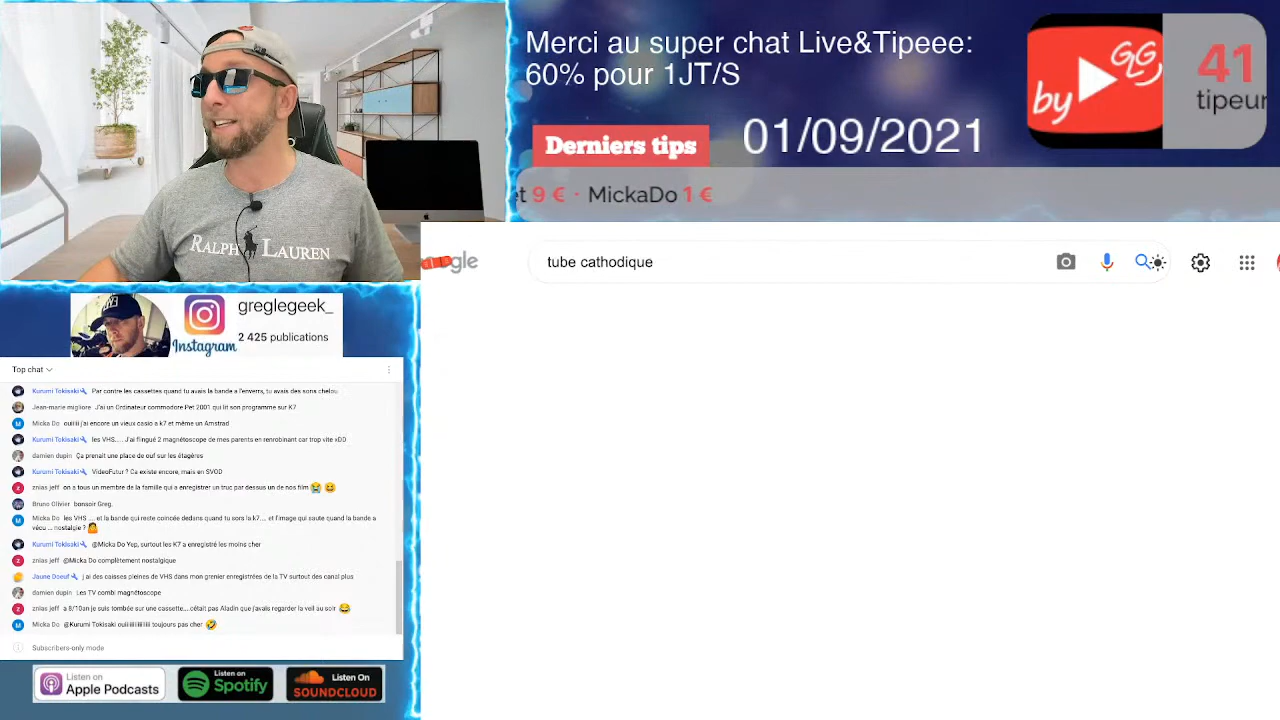 Merci au super chat Live&Tipeee:
60% pour 1JT/S
by GLG
41
tipeur
Derniers tips
01/09/2021
t 9 € · MickaDo 1 €
RALPH LAUREN
ogle
tube cathodique
greglegeek_
2 425 publications
Instagram
Top chat
Kurumi Tokisaki Par contre les cassettes quand tu avais la bande a l'enverrs, tu avais des sons chelou
Jean-marie migliore J'ai un Ordinateur commodore Pet 2001 qui lit son programme sur K7
Micka Do ouiiiii j'ai encore un vieux casio a k7 et même un Amstrad
Kurumi Tokisaki les VHS..... J'ai flingué 2 magnétoscope de mes parents en renrobinant car trop vite xDD
damien dupin Ça prenait une place de ouf sur les étagères
Kurumi Tokisaki VideoFutur ? Ca existe encore, mais en SVOD
znias jeff on a tous un membre de la famille qui a enregistrer un truc par dessus un de nos film 😭 😆
Bruno Olivier bonsoir Greg.
Micka Do les VHS .... et la bande qui reste coincée dedans quand tu sors la k7.... et l'image qui saute quand la bande a
vécu ... nostalgie ? 🤷
Kurumi Tokisaki @Micka Do Yep, surtout les K7 a enregistré les moins cher
znias jeff @Micka Do complètement nostalgique
Jaune Doeuf j ai des caisses pleines de VHS dans mon grenier enregistrées de la TV surtout des canal plus
damien dupin Les TV combi magnétoscope
znias jeff a 8/10an je suis tombée sur une cassette....cétait pas Aladin que j'avais regarder la veil au soir 😂
Micka Do @Kurumi Tokisaki ouiiiiiiiiiiiiiii toujours pas cher 🤣
Subscribers-only mode
Listen on
Apple Podcasts
Listen on
Spotify
Listen On
SOUNDCLOUD